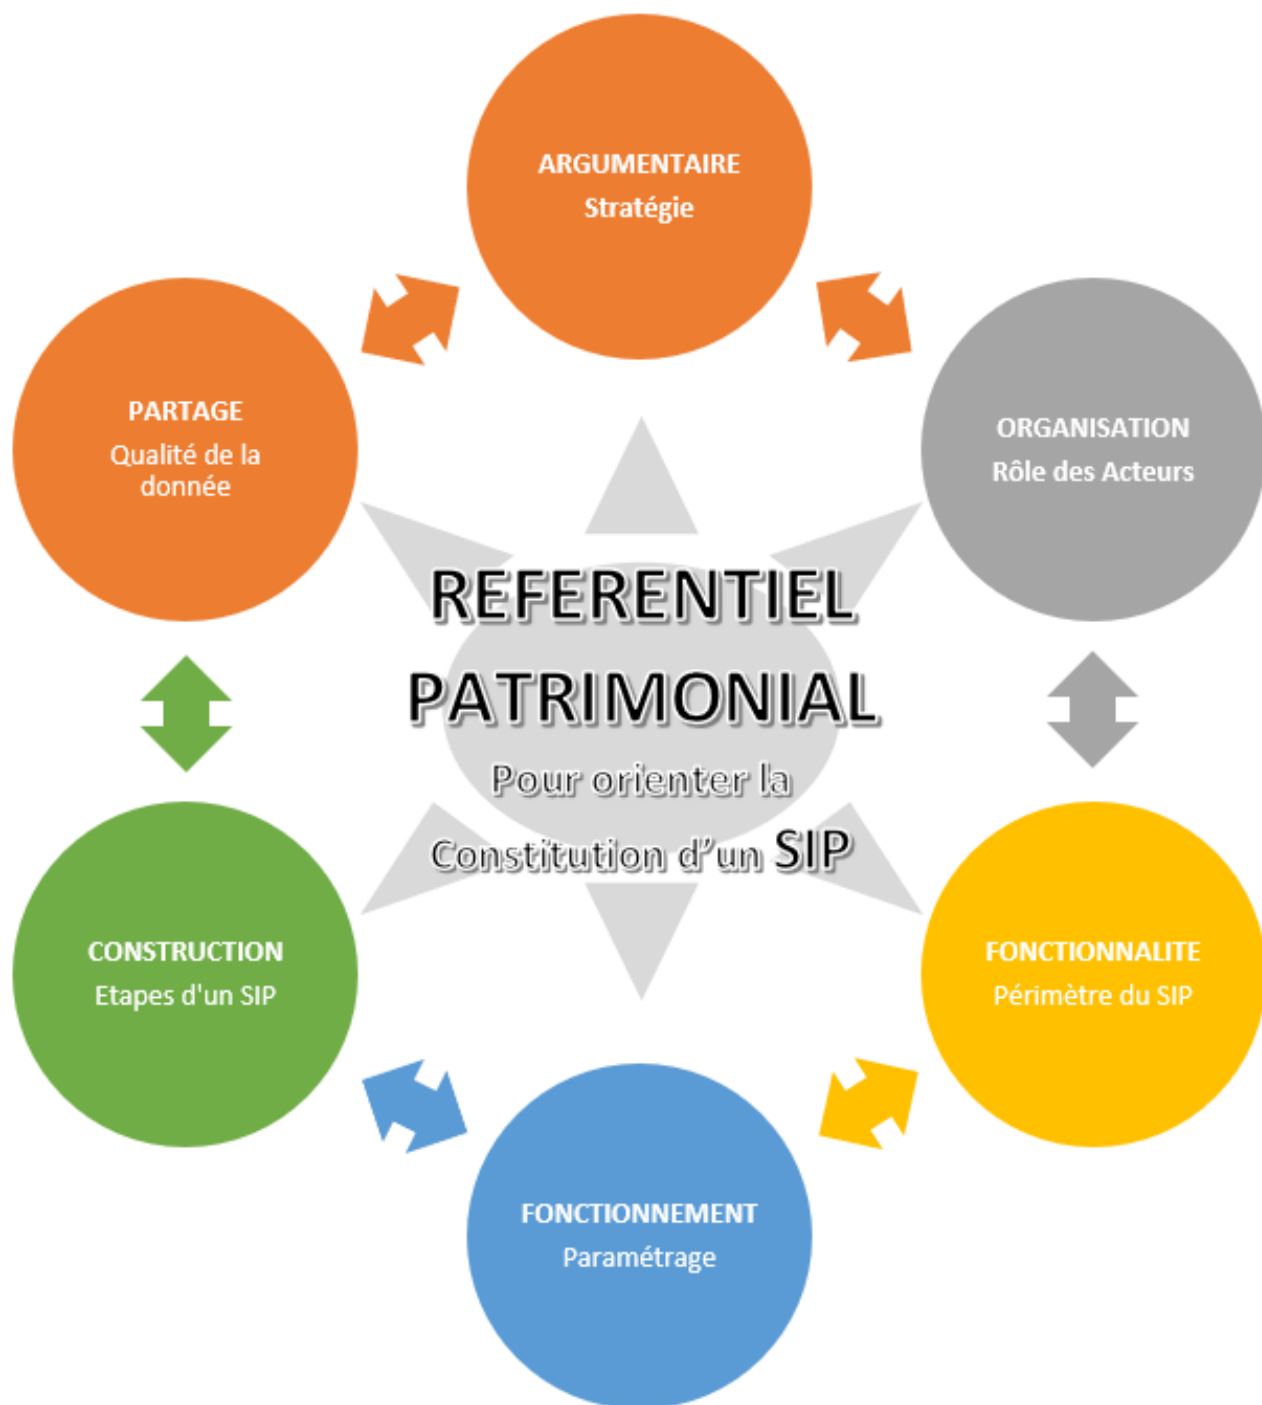 ARGUMENTAIRE
Stratégie
PARTAGE
Qualité de la
donnée
ORGANISATION
Rôle des Acteurs
REFERENTIEL
PATRIMONIAL
Pour orienter la
Constitution d’un SIP
CONSTRUCTION
Etapes d'un SIP
FONCTIONNALITE
Périmètre du SIP
FONCTIONNEMENT
Paramétrage